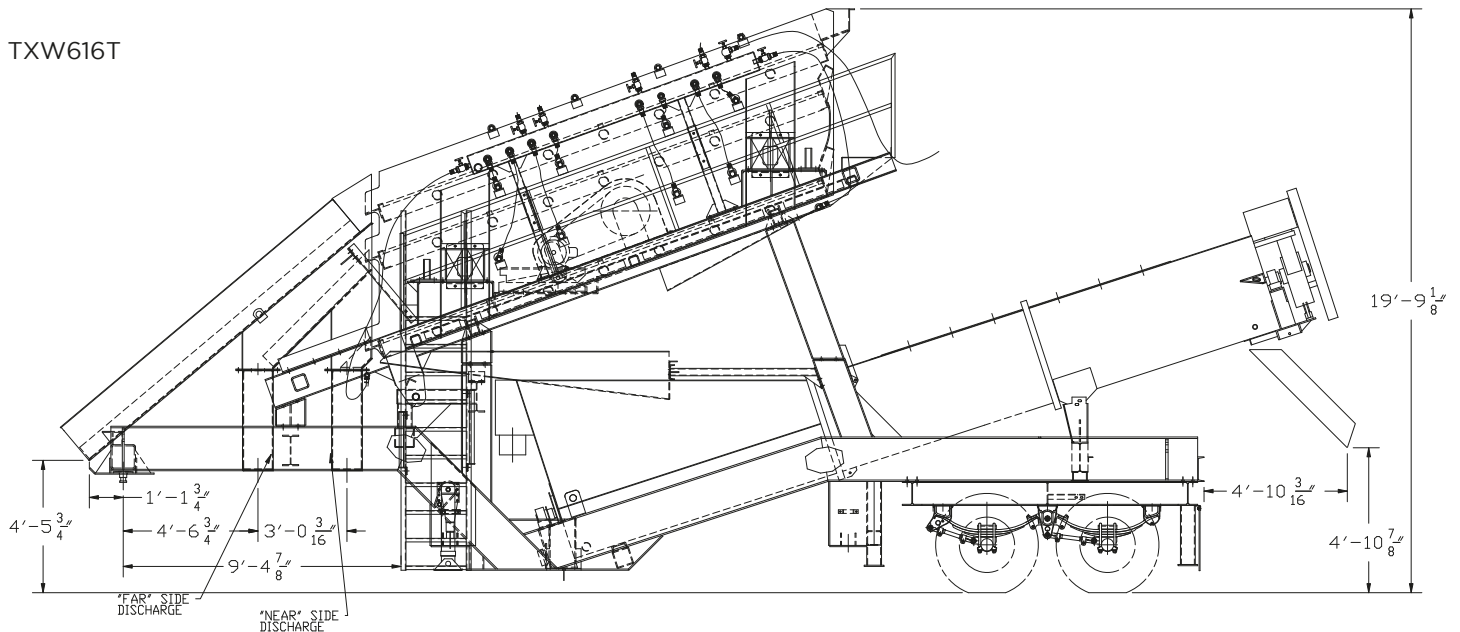 TXW616T
19'-9 1/8"
1'-1 3/4"
4'-10 3/16"
4'-5 3/4"
4'-6 3/4"
3'-0 3/16"
4'-10 7/8"
9'-4 7/8"
"FAR" SIDE
DISCHARGE
"NEAR" SIDE
DISCHARGE